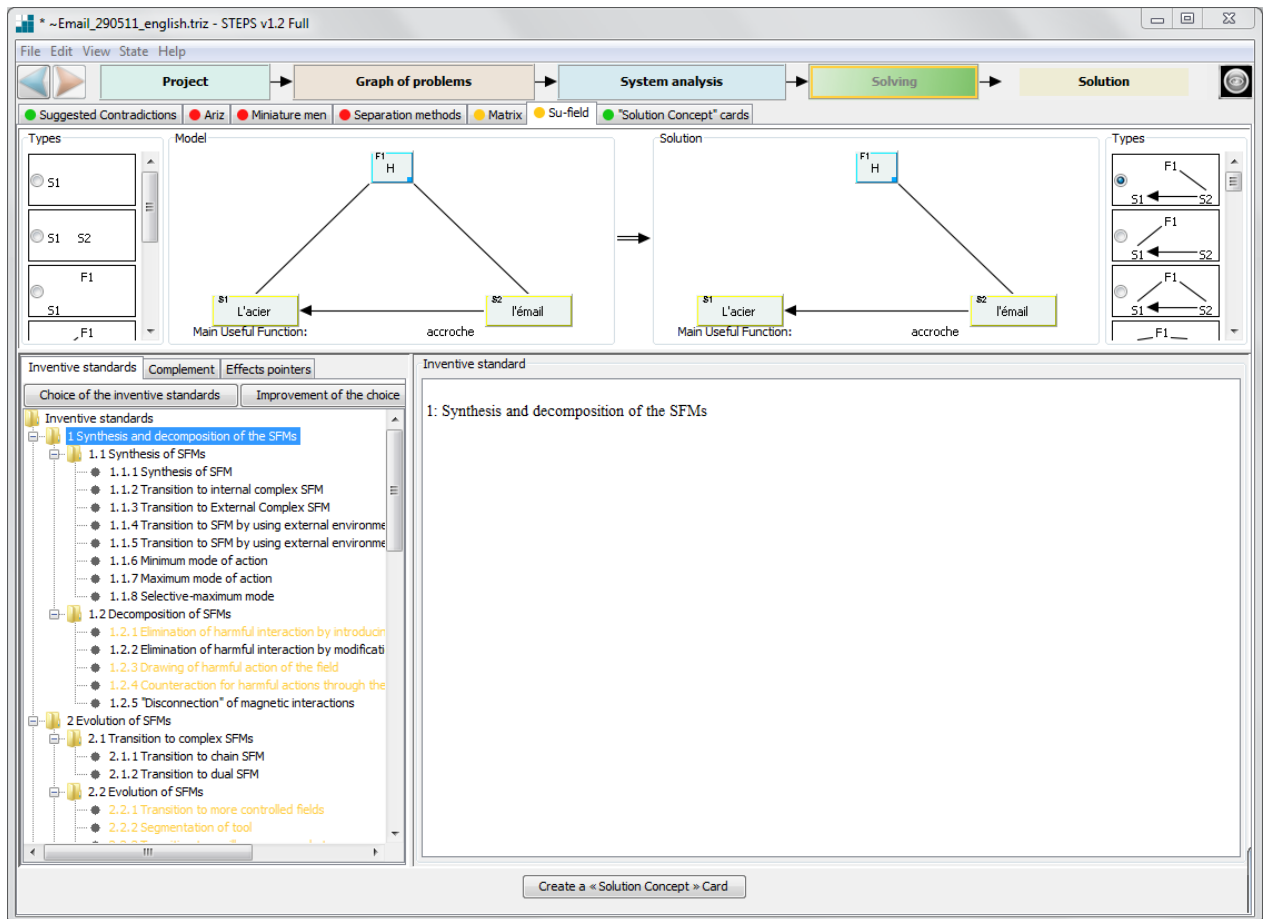 * ~Email_290511_english.triz - STEPS v1.2 Full
File Edit View State Help
Project
Graph of problems
System analysis
Solving
Solution
Suggested Contradictions
Ariz
Miniature men
Separation methods
Matrix
Su-field
"Solution Concept" cards
Types
S1
S1 S2
F1
S1
F1
Model
F1
H
S1
L'acier
S2
l'émail
Main Useful Function:
accroche
Solution
F1
H
S1
L'acier
S2
l'émail
Main Useful Function:
accroche
Types
F1
S1 S2
F1
S1 S2
F1
S1 S2
F1
Inventive standards
Complement
Effects pointers
Choice of the inventive standards
Improvement of the choice
Inventive standards
1 Synthesis and decomposition of the SFMs
1.1 Synthesis of SFMs
1.1.1 Synthesis of SFM
1.1.2 Transition to internal complex SFM
1.1.3 Transition to External Complex SFM
1.1.4 Transition to SFM by using external environme
1.1.5 Transition to SFM by using external environme
1.1.6 Minimum mode of action
1.1.7 Maximum mode of action
1.1.8 Selective-maximum mode
1.2 Decomposition of SFMs
1.2.1 Elimination of harmful interaction by introducin
1.2.2 Elimination of harmful interaction by modificati
1.2.3 Drawing of harmful action of the field
1.2.4 Counteraction for harmful actions through the
1.2.5 "Disconnection" of magnetic interactions
2 Evolution of SFMs
2.1 Transition to complex SFMs
2.1.1 Transition to chain SFM
2.1.2 Transition to dual SFM
2.2 Evolution of SFMs
2.2.1 Transition to more controlled fields
2.2.2 Segmentation of tool
Inventive standard
1: Synthesis and decomposition of the SFMs
Create a « Solution Concept » Card